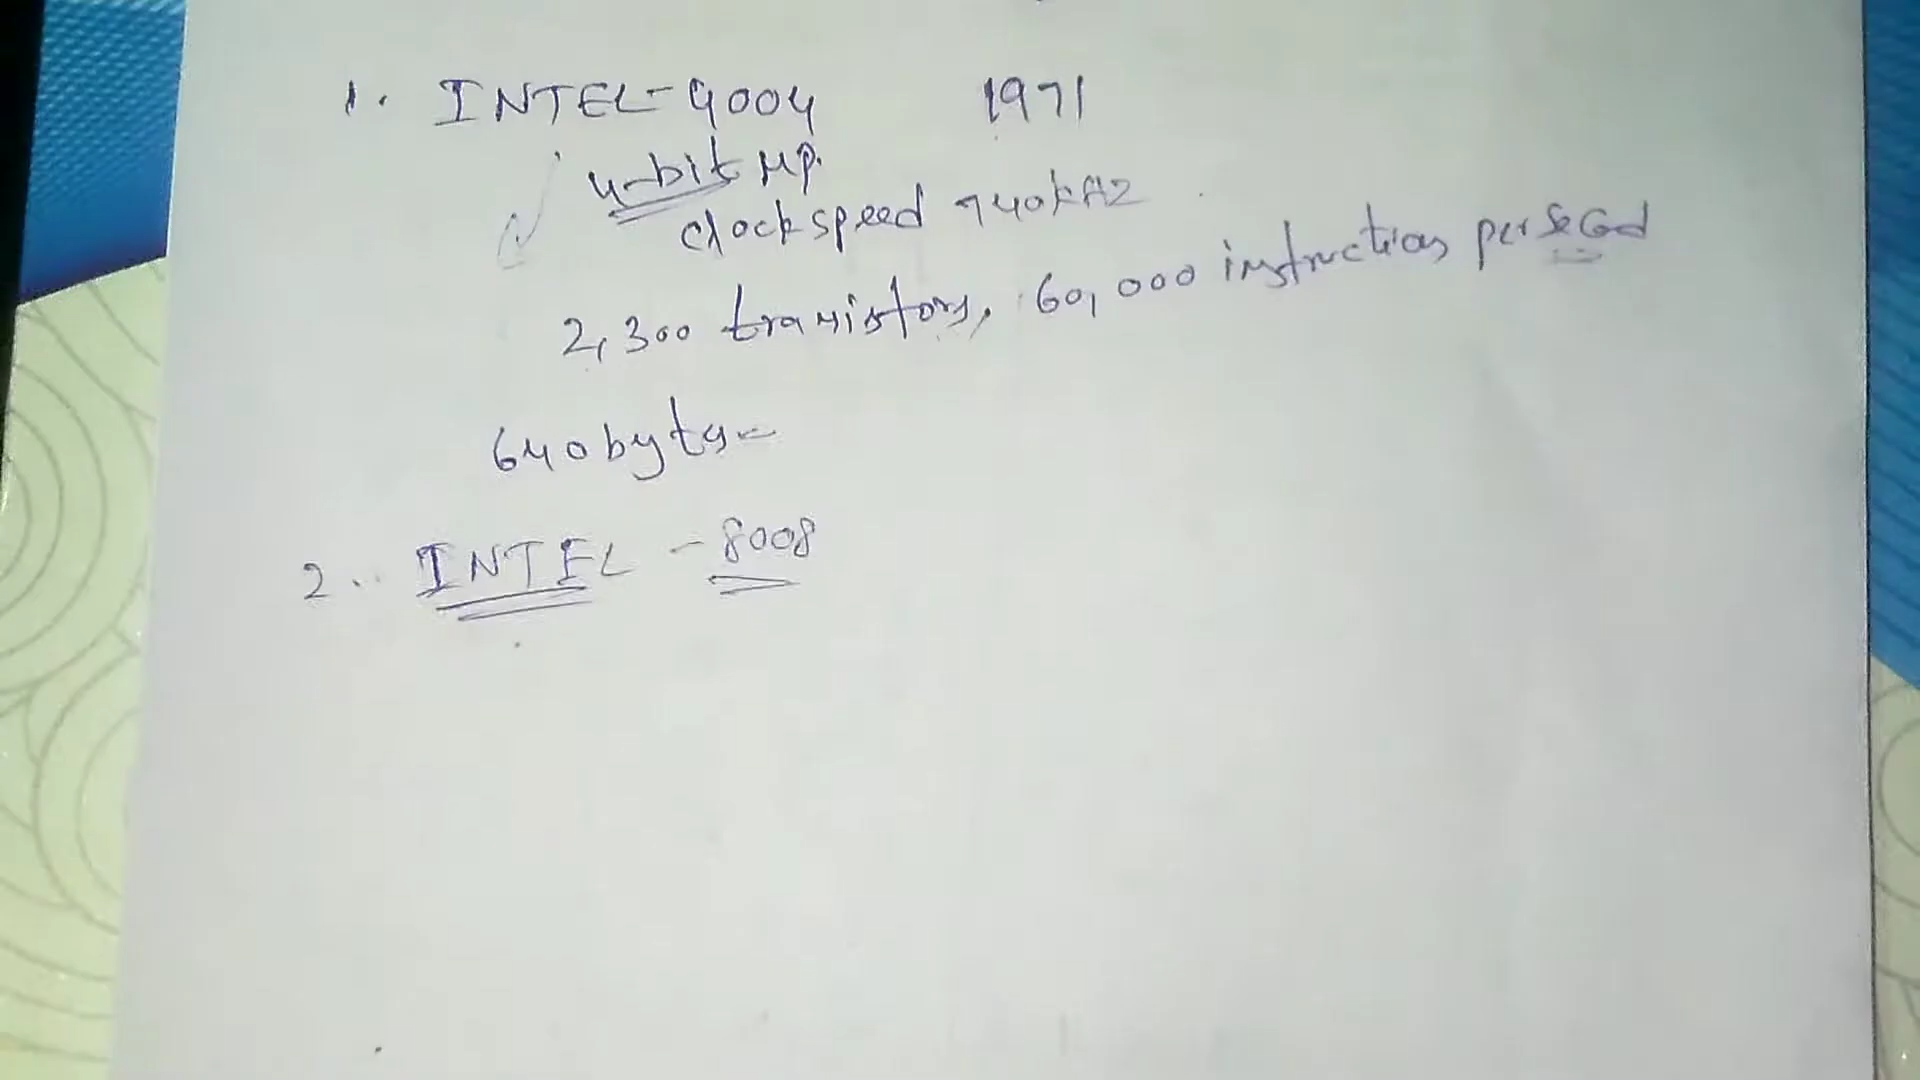 1. INTEL-4004 1971
4-bit μp.
clock speed 740kHz
2,300 transistors, 60,000 instructions per second
640 bytes
2. INTEL - 8008